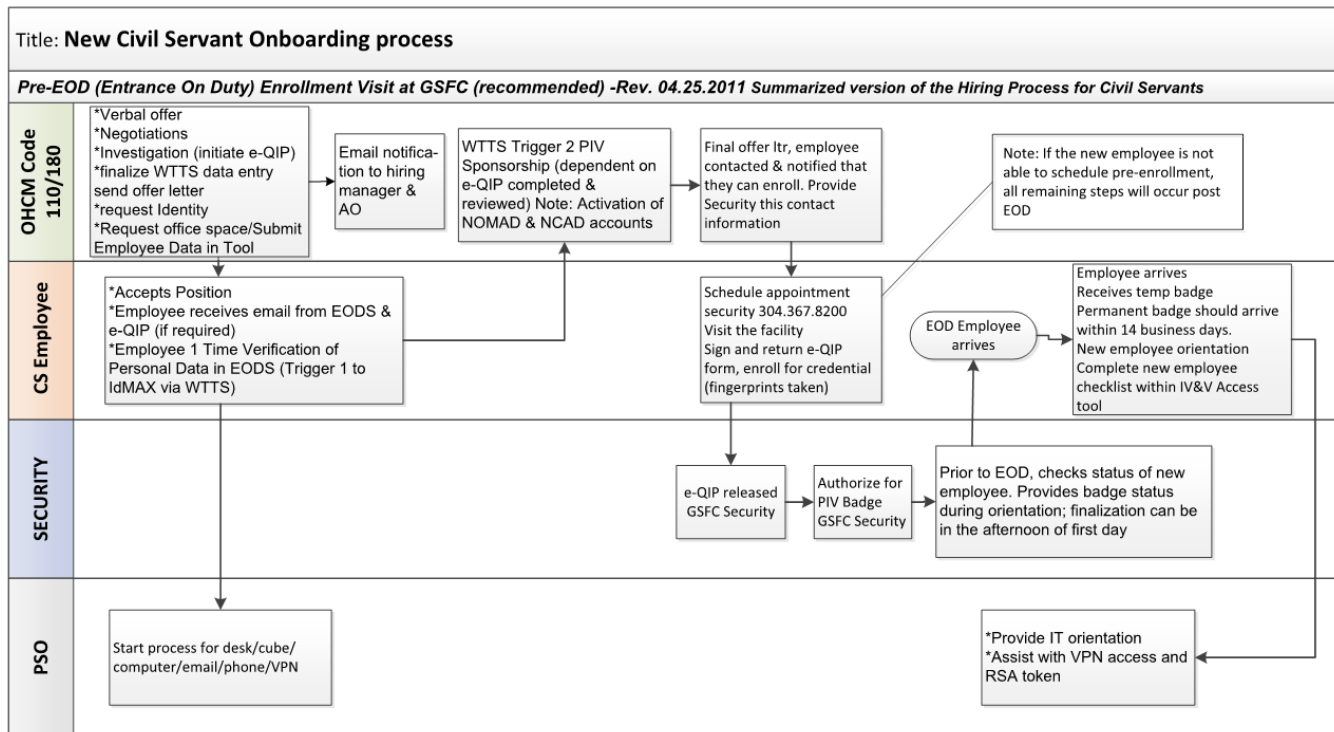 Title: New Civil Servant Onboarding process
Pre-EOD (Entrance On Duty) Enrollment Visit at GSFC (recommended) -Rev. 04.25.2011 Summarized version of the Hiring Process for Civil Servants
OHCM Code
110/180
*Verbal offer
*Negotiations
*Investigation (initiate e-QIP)
*finalize WTTS data entry
send offer letter
*request Identity
*Request office space/Submit
Employee Data in Tool
Email notifica-
tion to hiring
manager &
AO
WTTS Trigger 2 PIV
Sponsorship (dependent on
e-QIP completed &
reviewed) Note: Activation of
NOMAD & NCAD accounts
Final offer ltr, employee
contacted & notified that
they can enroll. Provide
Security this contact
information
Note: If the new employee is not
able to schedule pre-enrollment,
all remaining steps will occur post
EOD
CS Employee
*Accepts Position
*Employee receives email from EODS &
e-QIP (if required)
*Employee 1 Time Verification of
Personal Data in EODS (Trigger 1 to
IdMAX via WTTS)
Schedule appointment
security 304.367.8200
Visit the facility
Sign and return e-QIP
form, enroll for credential
(fingerprints taken)
EOD Employee
arrives
Employee arrives
Receives temp badge
Permanent badge should arrive
within 14 business days.
New employee orientation
Complete new employee
checklist within IV&V Access
tool
SECURITY
e-QIP released
GSFC Security
Authorize for
PIV Badge
GSFC Security
Prior to EOD, checks status of new
employee. Provides badge status
during orientation; finalization can be
in the afternoon of first day
PSO
Start process for desk/cube/
computer/email/phone/VPN
*Provide IT orientation
*Assist with VPN access and
RSA token